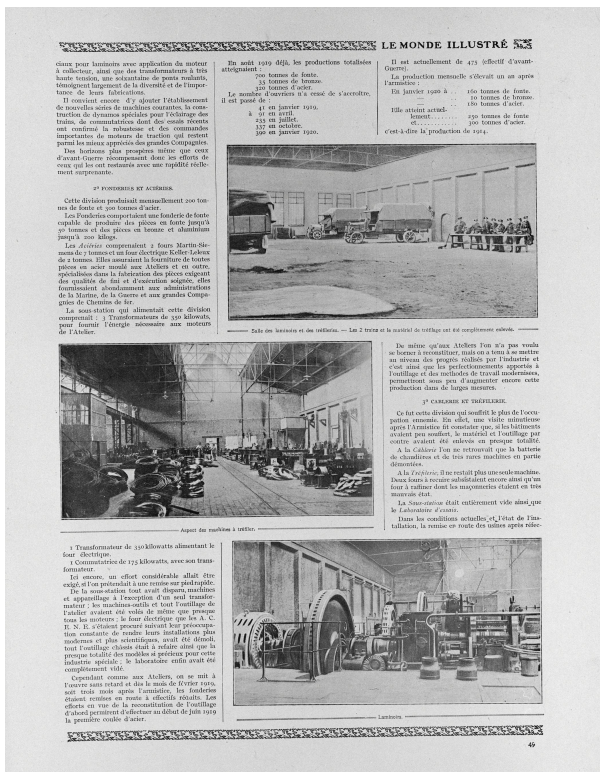 LE MONDE ILLUSTRÉ
ciaux pour laminoirs avec application du moteur
à collecteur, ainsi que des transformateurs à très
haute tension, une soixantaine de ponts roulants,
témoignent largement de la diversité et de l'impor-
tance de leurs fabrications.
Il convient encore d'y ajouter l'établissement
de nouvelles séries de machines courantes, la cons-
truction de dynamos spéciales pour l'éclairage des
trains, de commutatrices dont des essais récents
ont confirmé la robustesse et des commandes
importantes de moteurs de traction qui restent
parmi les mieux appréciés des grandes Compagnies.
Des horizons plus prospères même que ceux
d'avant-Guerre récompensent donc les efforts de
ceux qui les ont restaurés avec une rapidité réelle-
ment surprenante.
2º FONDERIES ET ACIÉRIES.
Cette division produisait mensuellement 200 ton-
nes de fonte et 300 tonnes d'acier.
Les Fonderies comportaient une fonderie de fonte
capable de produire des pièces en fonte jusqu'à
30 tonnes et des pièces en bronze et aluminium
jusqu'à 200 kilogs.
Les Aciéries comprenaient 2 fours Martin-Sie-
mens de 7 tonnes et un four électrique Keller-Leleux
de 2 tonnes. Elles assuraient la fourniture de toutes
pièces en acier moulé aux Ateliers et en outre,
spécialisées dans la fabrication des pièces exigeant
des qualités de fini et d'exécution soignée, elles
fournissaient abondamment aux administrations
de la Marine, de la Guerre et aux grandes Compa-
gnies de Chemins de fer.
La sous-station qui alimentait cette division
comprenait : 3 Transformateurs de 350 kilowats,
pour fournir l'énergie nécessaire aux moteurs
de l'Atelier.
En août 1919 déjà, les productions totalisées
atteignaient :
700 tonnes de fonte.
35 tonnes de bronze.
320 tonnes d'acier.
Le nombre d'ouvriers n'a cessé de s'accroître,
il est passé de :
41 en janvier 1919.
à 91 en avril.
255 en juillet.
337 en octobre.
390 en janvier 1920.
Il est actuellement de 475 (effectif d'avant-
Guerre).
La production mensuelle s'élevait un an après
l'armistice :
En janvier 1920 à .. 160 tonnes de fonte.
— 10 tonnes de bronze.
— 180 tonnes d'acier.
Elle atteint actuel-
lement....... 250 tonnes de fonte
et.......... 300 tonnes d'acier.
c'est-à-dire la production de 1914.
Salle des laminoirs et des tréfileries. — Les 2 trains et le matériel de tréfilage ont été complètement enlevés.
Aspect des machines à tréfiler.
De même qu'aux Ateliers l'on n'a pas voulu
se borner à reconstituer, mais on a tenu à se mettre
au niveau des progrès réalisés par l'industrie et
c'est ainsi que les perfectionnements apportés à
l'outillage et des méthodes de travail modernisées,
permettront sous peu d'augmenter encore cette
production dans de larges mesures.
3º CABLERIE ET TRÉFILERIE.
Ce fut cette division qui souffrit le plus de l'occu-
pation ennemie. En effet, une visite minutieuse
après l'Armistice fit constater que, si les bâtiments
avaient peu souffert, le matériel et l'outillage par
contre avaient été enlevés en presque totalité.
A la Câblerie l'on ne retrouvait que la batterie
de chaudières et de très rares machines en partie
démontées.
A la Tréfilerie, il ne restait plus une seule machine.
Deux fours à recuire subsistaient encore ainsi qu'un
four à raffiner dont les maçonneries étaient en très
mauvais état.
La Sous-station était entièrement vide ainsi que
le Laboratoire d'essais.
Dans les conditions actuelles et l'état de l'ins-
tallation, la remise en route des usines après réfec-
1 Transformateur de 350 kilowatts alimentant le
four électrique.
1 Commutatrice de 175 kilowatts, avec son trans-
formateur.
Ici encore, un effort considérable allait être
exigé, si l'on prétendait à une remise sur pied rapide.
De la sous-station tout avait disparu, machines
et appareillage à l'exception d'un seul transfor-
mateur ; les machines-outils et tout l'outillage de
l'atelier avaient été volés de même que presque
tous les moteurs ; le four électrique que les A. C.
E. N. E. s'étaient procuré suivant leur préoccupa-
tion constante de rendre leurs installations plus
modernes et plus scientifiques, avait été démoli,
tout l'outillage châssis était à refaire ainsi que la
presque totalité des modèles si précieux pour cette
industrie spéciale ; le laboratoire enfin avait été
complètement vidé.
Cependant comme aux Ateliers, on se mit à
l'œuvre sans retard et dès le mois de février 1919,
soit trois mois après l'armistice, les fonderies
étaient remises en route à effectifs réduits. Les
efforts en vue de la reconstitution de l'outillage
d'abord permirent d'effectuer au début de juin 1919
la première coulée d'acier.
Laminoirs.
49